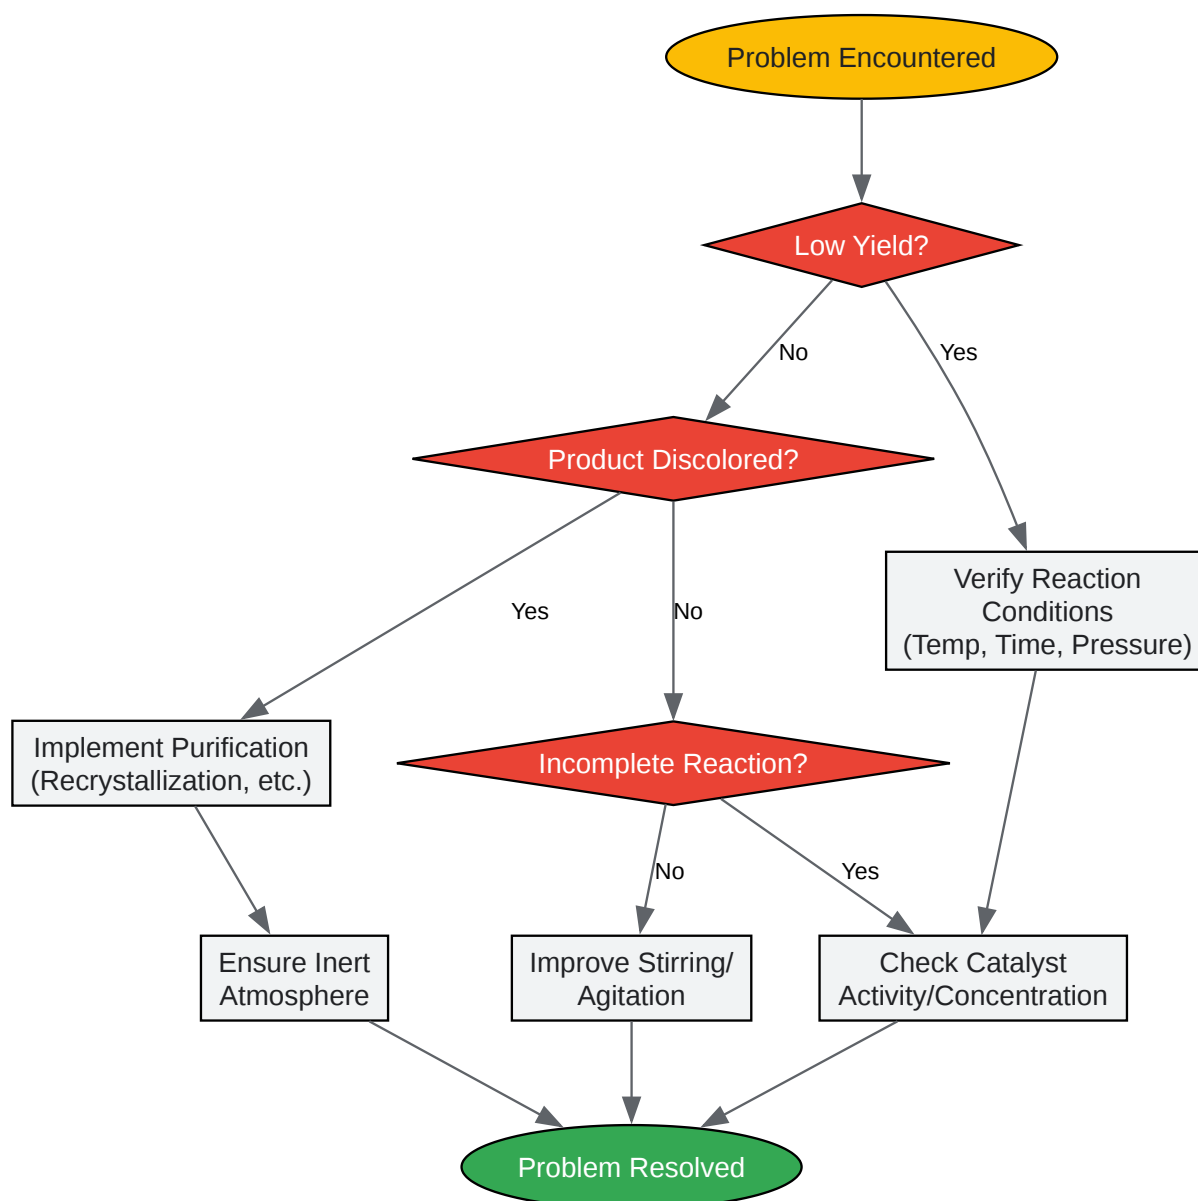 Problem Encountered
Low Yield?
No
Yes
Product Discolored?
Verify Reaction
Conditions
(Temp, Time, Pressure)
Yes
No
Implement Purification
(Recrystallization, etc.)
Incomplete Reaction?
No
Yes
Ensure Inert
Atmosphere
Improve Stirring/
Agitation
Check Catalyst
Activity/Concentration
Problem Resolved